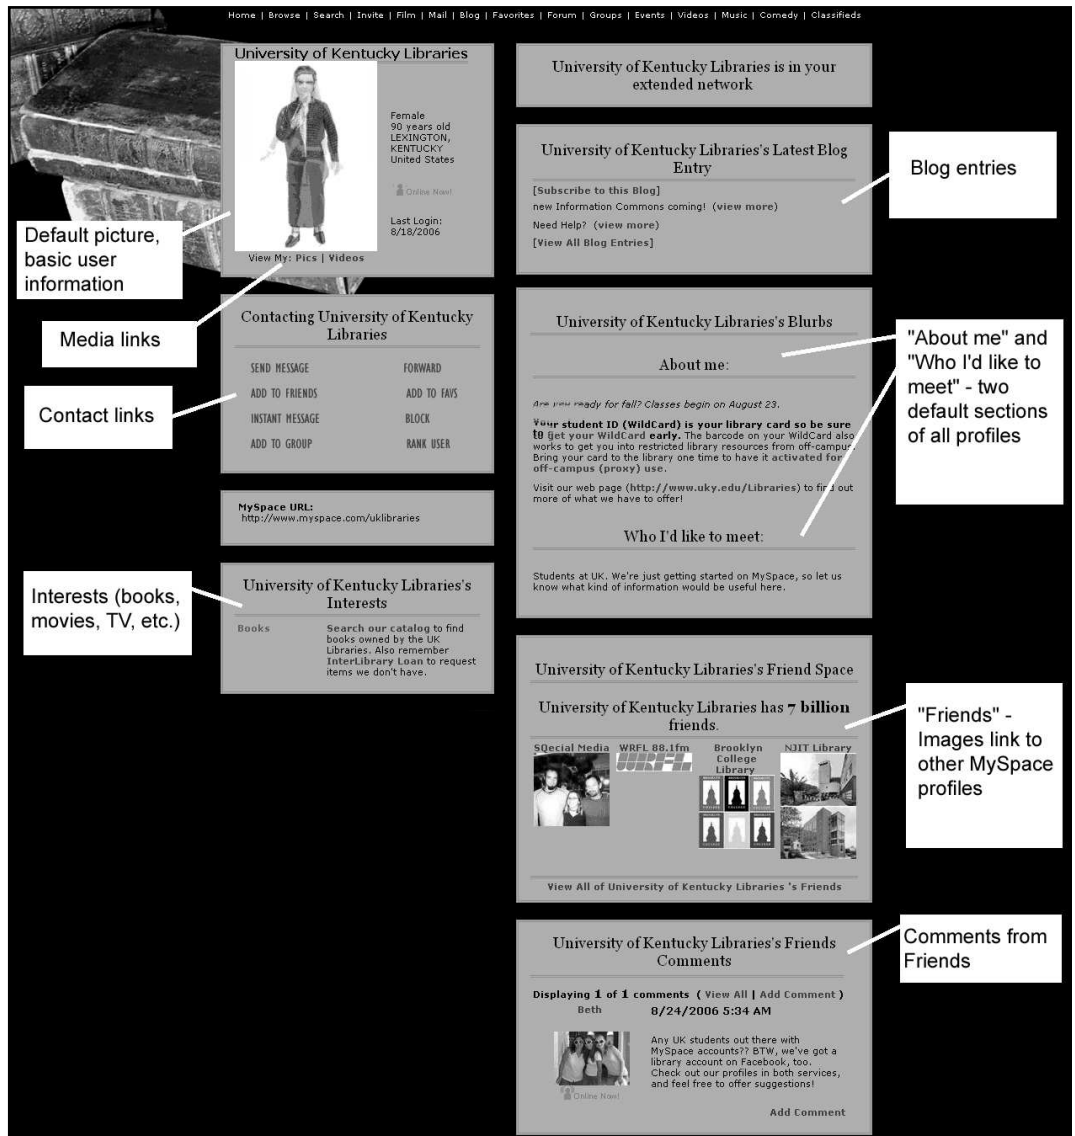 Home | Browse | Search | Invite | Film | Mail | Blog | Favorites | Forum | Groups | Events | Videos | Music | Comedy | Classifieds
University of Kentucky Libraries
Female
90 years old
LEXINGTON,
KENTUCKY
United States
Online Now!
Last Login:
8/18/2006
View My: Pics | Videos
Default picture,
basic user
information
Media links
Contacting University of Kentucky
Libraries
SEND MESSAGE FORWARD
ADD TO FRIENDS ADD TO FAVS
INSTANT MESSAGE BLOCK
ADD TO GROUP RANK USER
Contact links
MySpace URL:
http://www.myspace.com/uklibraries
University of Kentucky Libraries's
Interests
Books
Search our catalog to find
books owned by the UK
Libraries. Also remember
InterLibrary Loan to request
items we don't have.
Interests (books,
movies, TV, etc.)
University of Kentucky Libraries is in your
extended network
University of Kentucky Libraries's Latest Blog
Entry
[Subscribe to this Blog]
new Information Commons coming! (view more)
Need Help? (view more)
[View All Blog Entries]
Blog entries
University of Kentucky Libraries's Blurbs
About me:
Are you ready for fall? Classes begin on August 23.
Your student ID (WildCard) is your library card so be sure
to get your WildCard early. The barcode on your WildCard also
works to get you into restricted library resources from off-campus.
Bring your card to the library one time to have it activated for
off-campus (proxy) use.
Visit our web page (http://www.uky.edu/Libraries) to find out
more of what we have to offer!
Who I'd like to meet:
Students at UK. We're just getting started on MySpace, so let us
know what kind of information would be useful here.
"About me" and
"Who I'd like to
meet" - two
default sections
of all profiles
University of Kentucky Libraries's Friend Space
University of Kentucky Libraries has 7 billion
friends.
SQecial Media
WRFL 88.1fm
WRFL
Brooklyn
College
Library
NJIT Library
View All of University of Kentucky Libraries 's Friends
"Friends" -
Images link to
other MySpace
profiles
University of Kentucky Libraries's Friends
Comments
Displaying 1 of 1 comments ( View All | Add Comment )
Beth
8/24/2006 5:34 AM
Any UK students out there with
MySpace accounts?? BTW, we've got a
library account on Facebook, too.
Check out our profiles in both services,
and feel free to offer suggestions!
Online Now!
Add Comment
Comments from
Friends